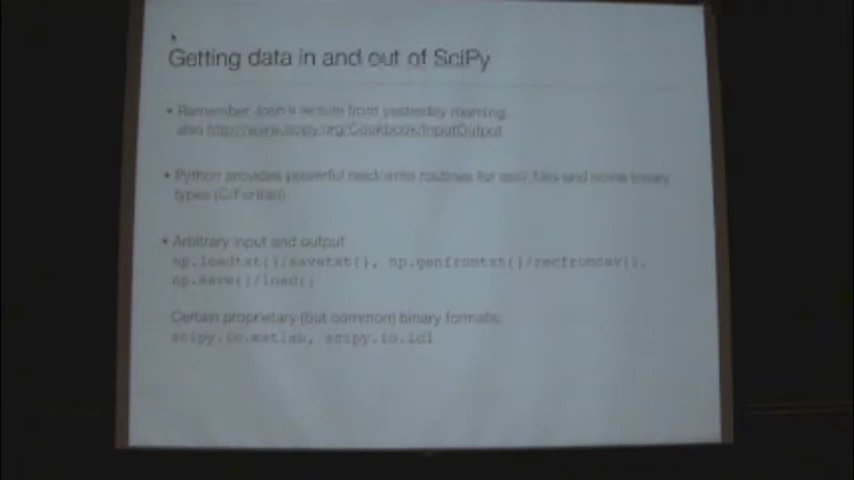 Getting data in and out of SciPy
• Remember Josh's lecture from yesterday morning
also http://www.scipy.org/Cookbook/InputOutput
• Python provides powerful read/write routines for ascii files and some binary
types (C/Fortran)
• Arbitrary input and output
np.loadtxt()/savetxt(), np.genfromtxt()/recfromcsv(),
np.save()/load()
Certain proprietary (but common) binary formats:
scipy.io.matlab, scipy.io.idl